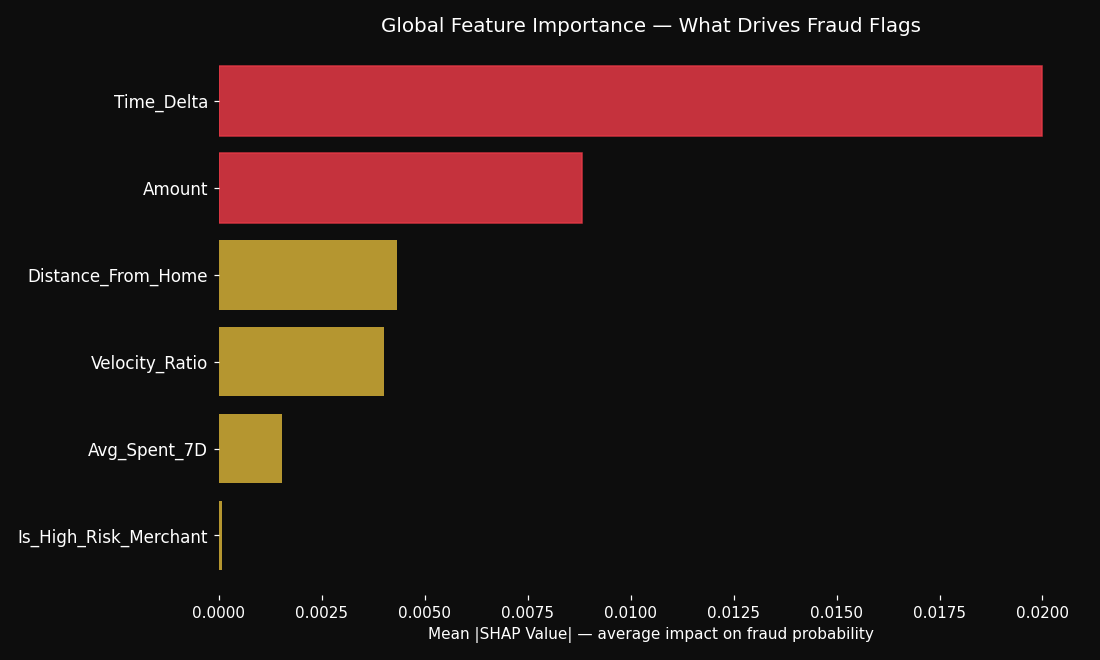 Global Feature Importance — What Drives Fraud Flags
Time_Delta
Amount
Distance_From_Home
Velocity_Ratio
Avg_Spent_7D
Is_High_Risk_Merchant
0.0000 0.0025 0.0050 0.0075 0.0100 0.0125 0.0150 0.0175 0.0200
Mean |SHAP Value| — average impact on fraud probability